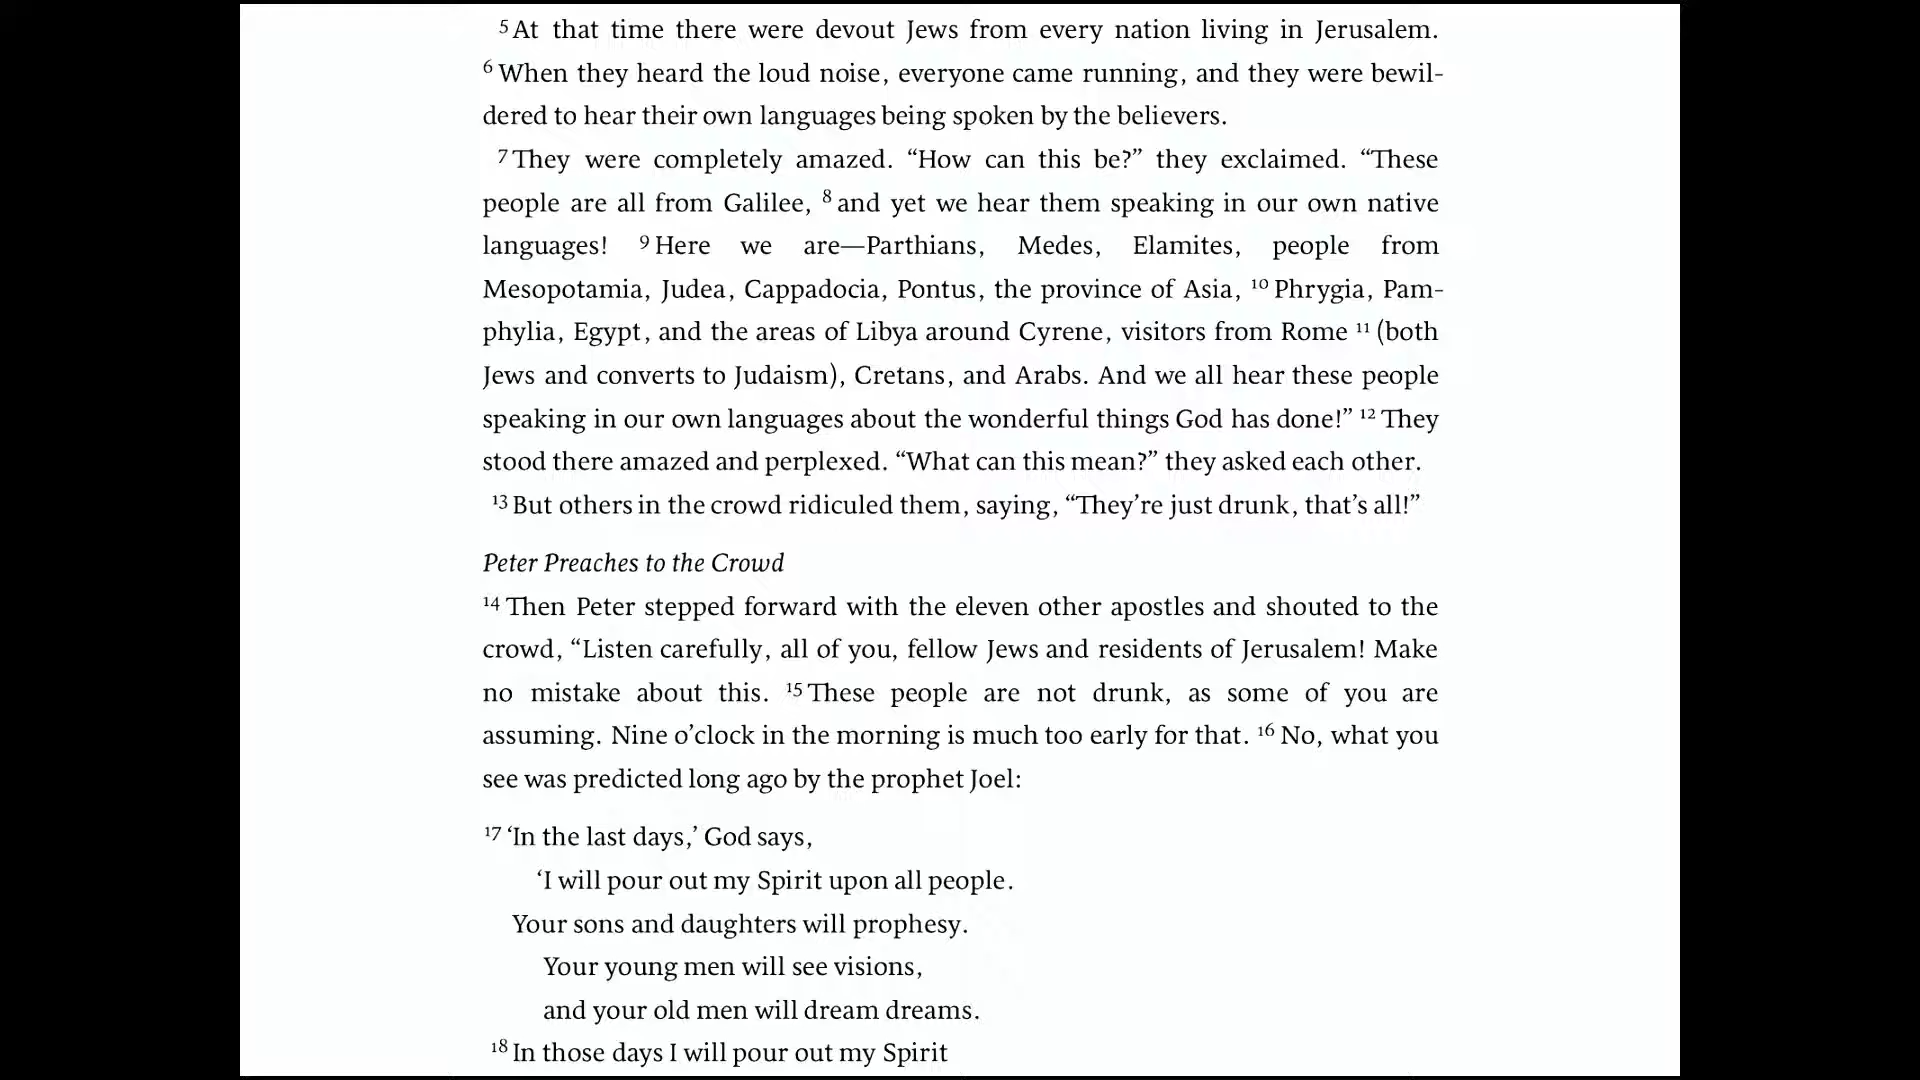 5 At that time there were devout Jews from every nation living in Jerusalem.
6 When they heard the loud noise, everyone came running, and they were bewil-
dered to hear their own languages being spoken by the believers.
7 They were completely amazed. “How can this be?” they exclaimed. “These
people are all from Galilee, 8 and yet we hear them speaking in our own native
languages! 9 Here we are—Parthians, Medes, Elamites, people from
Mesopotamia, Judea, Cappadocia, Pontus, the province of Asia, 10 Phrygia, Pam-
phylia, Egypt, and the areas of Libya around Cyrene, visitors from Rome 11 (both
Jews and converts to Judaism), Cretans, and Arabs. And we all hear these people
speaking in our own languages about the wonderful things God has done!” 12 They
stood there amazed and perplexed. “What can this mean?” they asked each other.
13 But others in the crowd ridiculed them, saying, “They’re just drunk, that’s all!”
Peter Preaches to the Crowd
14 Then Peter stepped forward with the eleven other apostles and shouted to the
crowd, “Listen carefully, all of you, fellow Jews and residents of Jerusalem! Make
no mistake about this. 15 These people are not drunk, as some of you are
assuming. Nine o’clock in the morning is much too early for that. 16 No, what you
see was predicted long ago by the prophet Joel:
17 ‘In the last days,’ God says,
‘I will pour out my Spirit upon all people.
Your sons and daughters will prophesy.
Your young men will see visions,
and your old men will dream dreams.
18 In those days I will pour out my Spirit